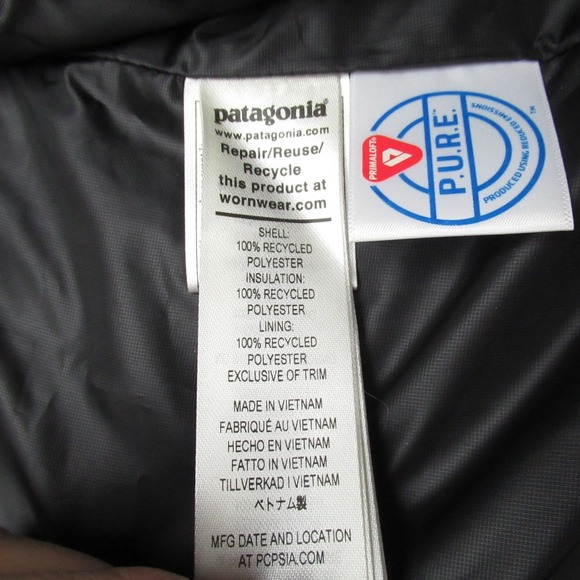 patagonia®
www.patagonia.com
Repair/Reuse/
Recycle
this product at
wornwear.com
SHELL:
100% RECYCLED
POLYESTER
INSULATION:
100% RECYCLED
POLYESTER
LINING:
100% RECYCLED
POLYESTER
EXCLUSIVE OF TRIM
MADE IN VIETNAM
FABRIQUÉ AU VIETNAM
HECHO EN VIETNAM
FATTO IN VIETNAM
TILLVERKAD I VIETNAM
ベトナム製
MFG DATE AND LOCATION
AT PCPSIA.COM
PRIMALOFT®
P.U.R.E.™
PRODUCED USING REDUCED EMISSIONS